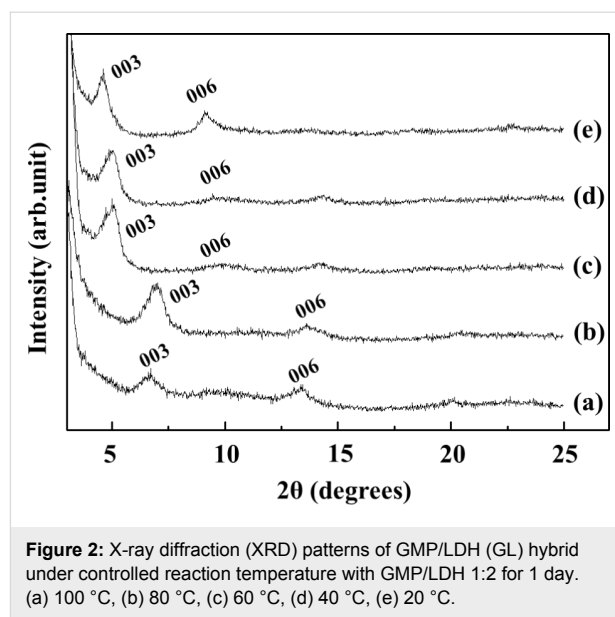 003
006
(e)
003
006
(d)
003
006
(c)
003
006
(b)
003
006
(a)
Intensity (arb.unit)
5 10 15 20 25
2θ (degrees)
Figure 2: X-ray diffraction (XRD) patterns of GMP/LDH (GL) hybrid
under controlled reaction temperature with GMP/LDH 1:2 for 1 day.
(a) 100 °C, (b) 80 °C, (c) 60 °C, (d) 40 °C, (e) 20 °C.